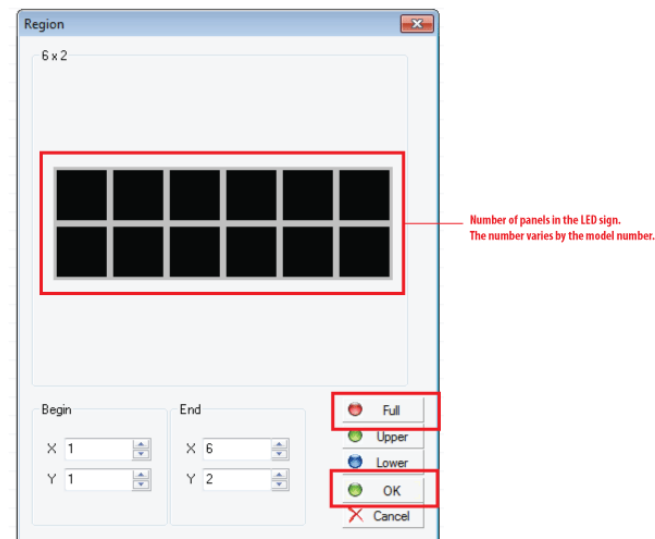 Region
6 x 2
Number of panels in the LED sign.
The number varies by the model number.
Begin
End
Full
Upper
Lower
X 1
X 6
Y 1
Y 2
OK
Cancel